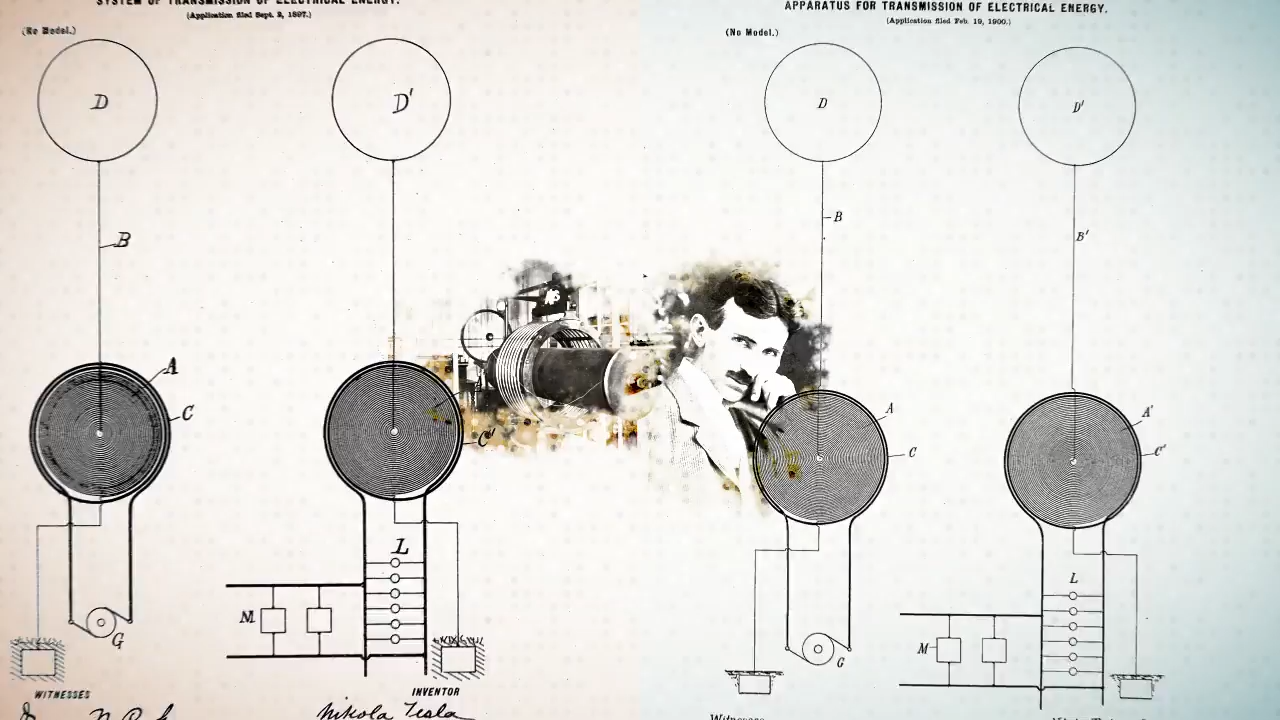 SYSTEM OF TRANSMISSION OF ELECTRICAL ENERGY.
(Application filed Sept. 2, 1897.)
(No Model.)
D
D'
B
A
C
C'
L
M
G
WITNESSES
INVENTOR
Nikola Tesla
APPARATUS FOR TRANSMISSION OF ELECTRICAL ENERGY.
(Application filed Feb. 19, 1900.)
(No Model.)
D
D'
B
B'
A
A'
C
C'
L
M
G
Witnesses